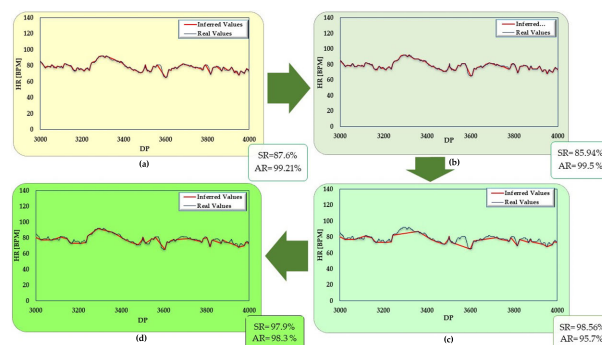 Inferred Values
Real Values
140
120
100
80
60
40
20
0
HR [BPM]
3000
3200
3400
3600
3800
4000
DP
(a)
SR=87.6%
AR=99.21%
Inferred...
Real Values
140
120
100
80
60
40
20
0
HR [BPM]
3000
3200
3400
3600
3800
4000
DP
(b)
SR=85.94%
AR=99.5%
Inferred Values
Real Values
140
120
100
80
60
40
20
0
HR [BPM]
3000
3200
3400
3600
3800
4000
DP
(d)
SR=97.9%
AR=98.3%
Inferred Values
Real Values
140
120
100
80
60
40
20
0
HR [BPM]
3000
3200
3400
3600
3800
4000
DP
(c)
SR=98.56%
AR=95.7%